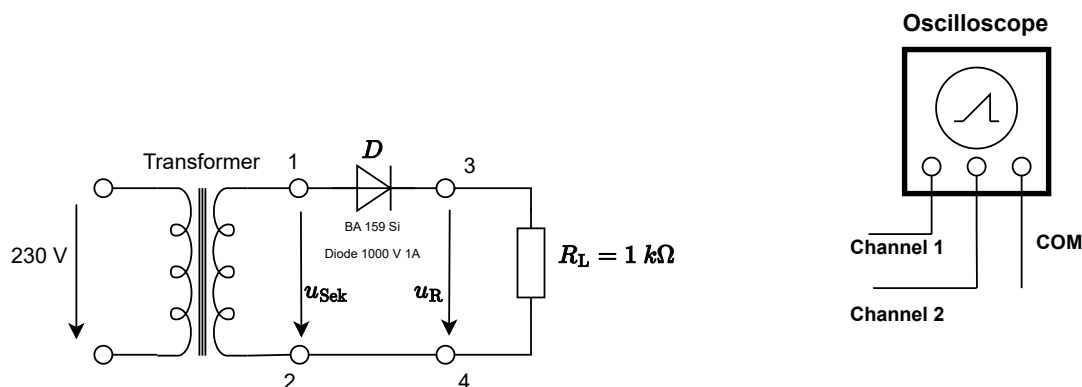 Oscilloscope
D
Transformer
1
3
BA 159 Si
Diode 1000 V 1A
230 V
u_Sek
u_R
R_L = 1 kΩ
Channel 1
COM
Channel 2
2
4